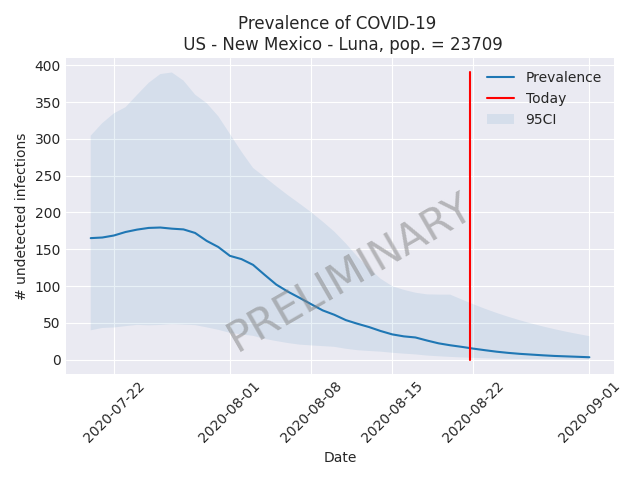 Prevalence of COVID-19
US - New Mexico - Luna, pop. = 23709
400
350
300
250
200
150
100
50
0
# undetected infections
Prevalence
Today
95CI
PRELIMINARY
2020-07-22
2020-08-01
2020-08-08
2020-08-15
2020-08-22
2020-09-01
Date